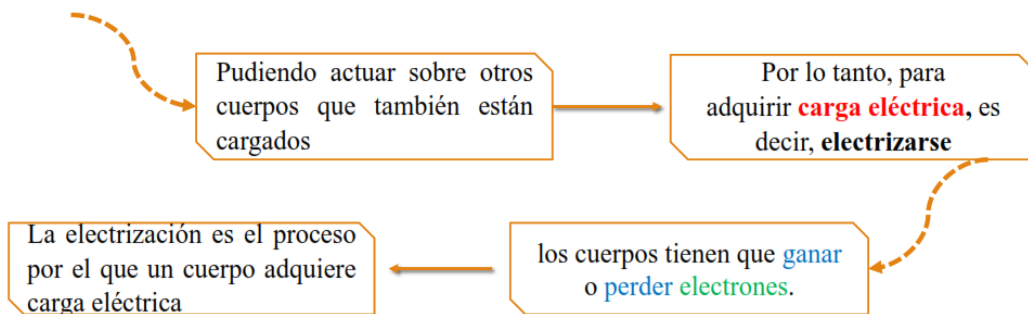 Pudiendo actuar sobre otros
cuerpos que también están
cargados
Por lo tanto, para
adquirir carga eléctrica, es
decir, electrizarse
los cuerpos tienen que ganar
o perder electrones.
La electrización es el proceso
por el que un cuerpo adquiere
carga eléctrica